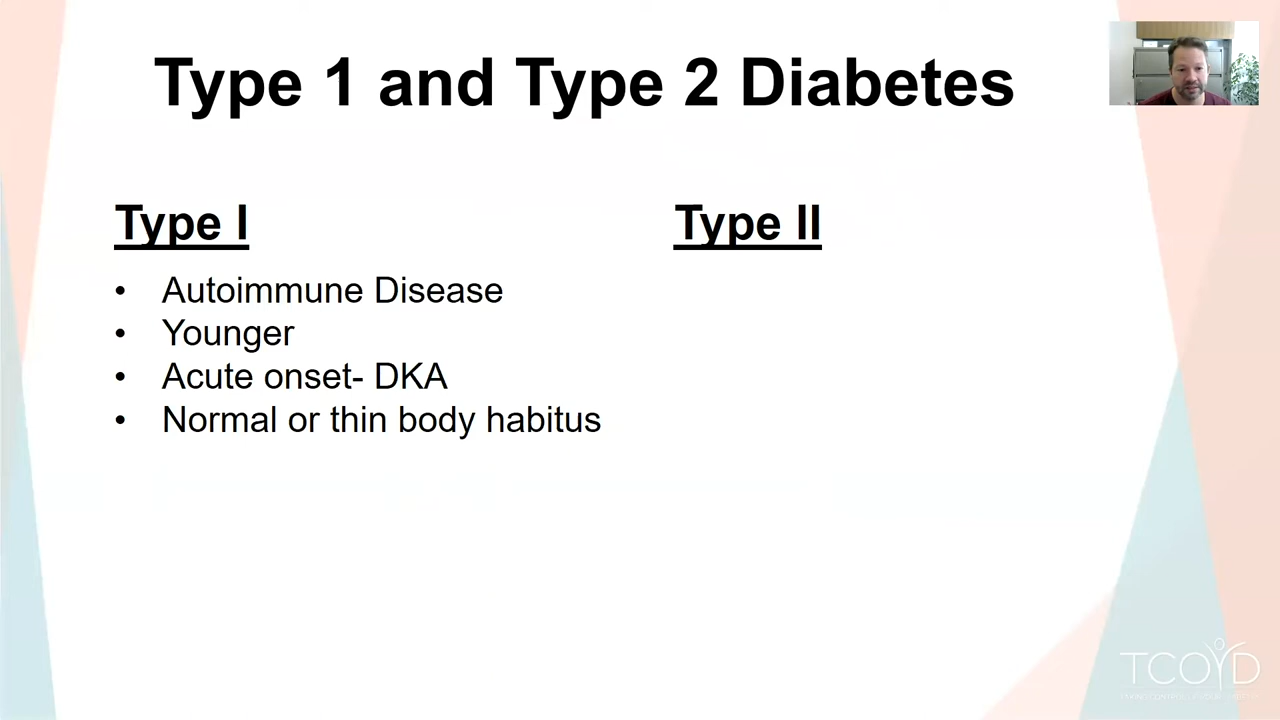 Type 1 and Type 2 Diabetes
Type I
Type II
• Autoimmune Disease
• Younger
• Acute onset- DKA
• Normal or thin body habitus
TCOYD